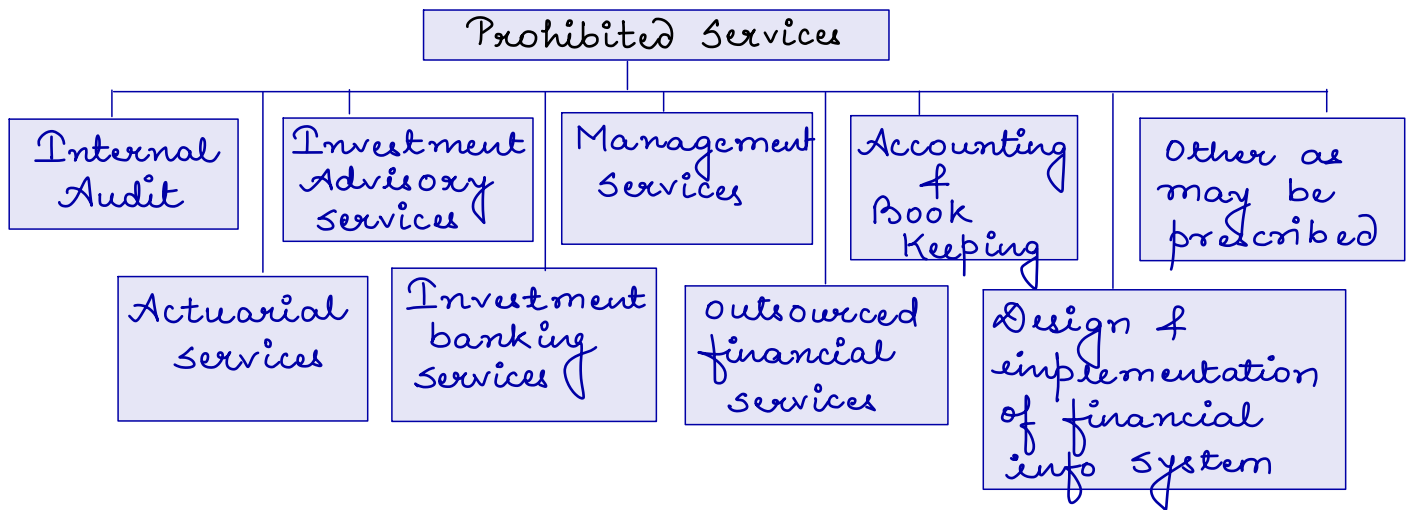 Prohibited Services
Internal
Audit
Investment
Advisory
services
Management
services
Accounting
&
Book
Keeping
Other as
may be
prescribed
Actuarial
services
Investment
banking
services
Outsourced
financial
services
Design &
implementation
of financial
info system